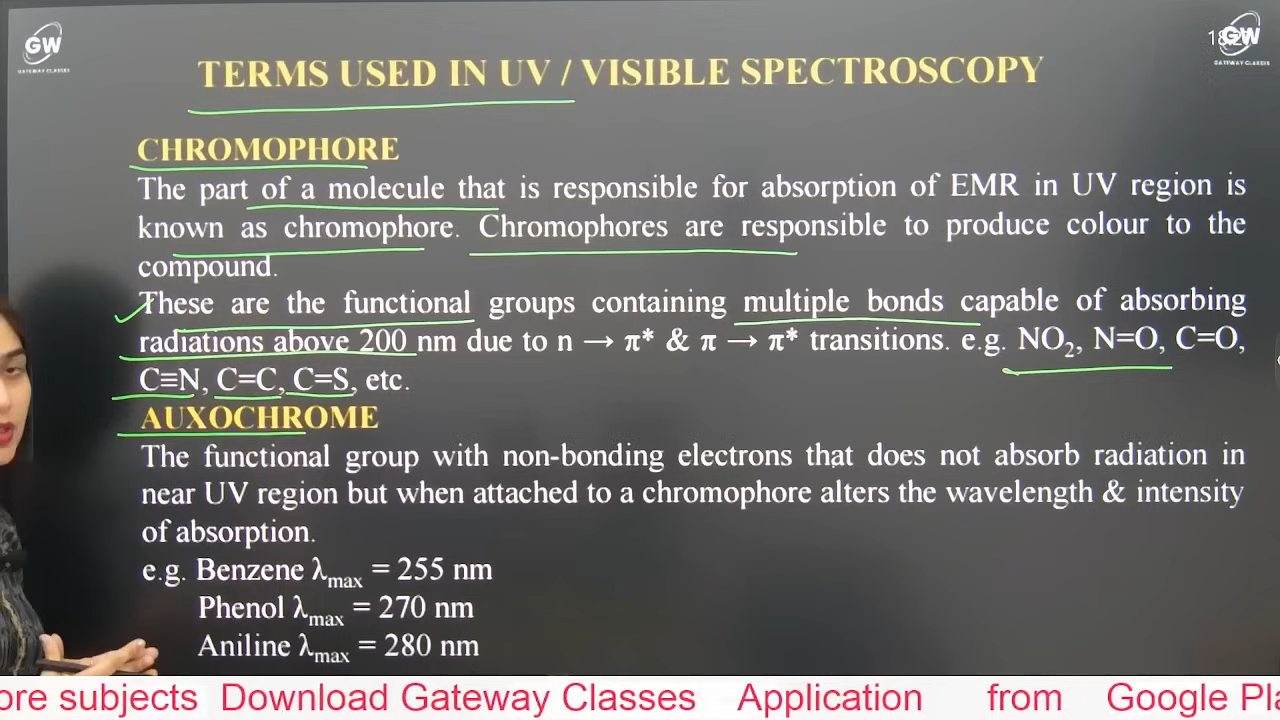 GW
GATEWAY CLASSES
GW
GATEWAY CLASSES
TERMS USED IN UV / VISIBLE SPECTROSCOPY
CHROMOPHORE
The part of a molecule that is responsible for absorption of EMR in UV region is
known as chromophore. Chromophores are responsible to produce colour to the
compound.
These are the functional groups containing multiple bonds capable of absorbing
radiations above 200 nm due to n → π* & π → π* transitions. e.g. NO₂, N=O, C=O,
C≡N, C=C, C=S, etc.
AUXOCHROME
The functional group with non-bonding electrons that does not absorb radiation in
near UV region but when attached to a chromophore alters the wavelength & intensity
of absorption.
e.g. Benzene λmax = 255 nm
Phenol λmax = 270 nm
Aniline λmax = 280 nm
ore subjects Download Gateway Classes Application from Google Pla